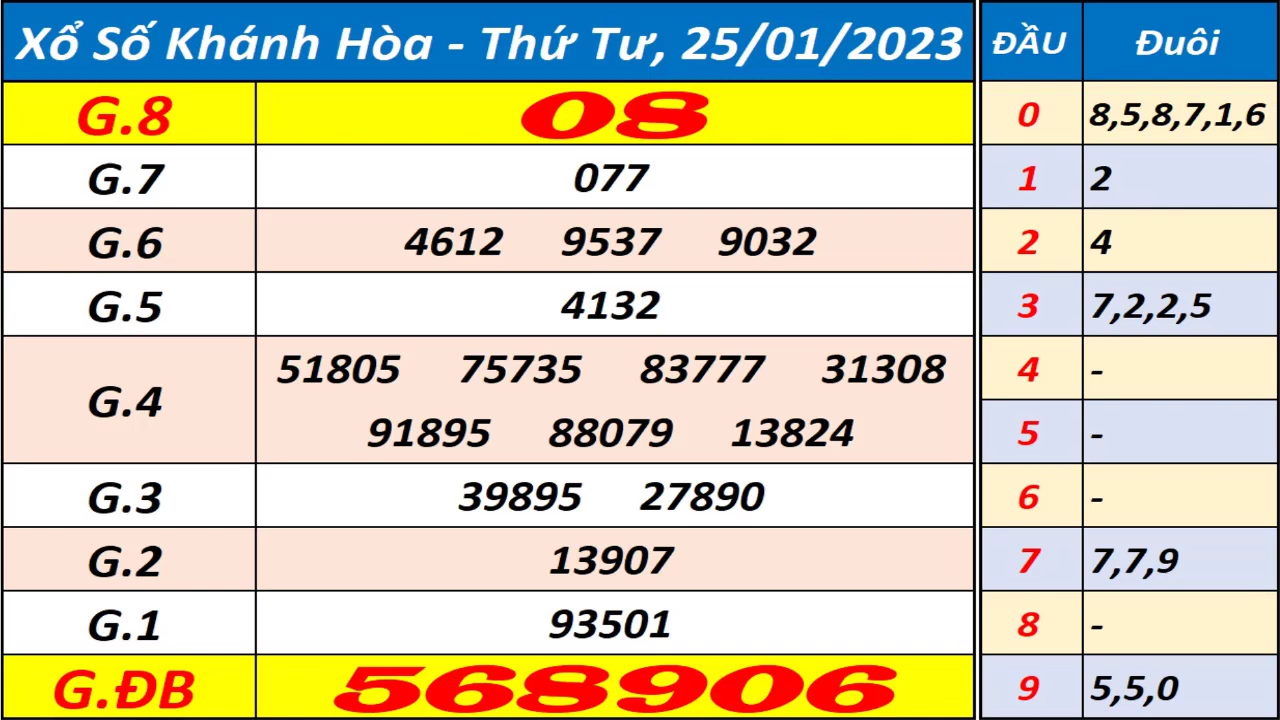 Xổ Số Khánh Hòa - Thứ Tư, 25/01/2023
G.8 08
G.7 077
G.6 4612 9537 9032
G.5 4132
G.4 51805 75735 83777 31308
91895 88079 13824
G.3 39895 27890
G.2 13907
G.1 93501
G.ĐB 568906
ĐẦU Đuôi
0 8,5,8,7,1,6
1 2
2 4
3 7,2,2,5
4 -
5 -
6 -
7 7,7,9
8 -
9 5,5,0